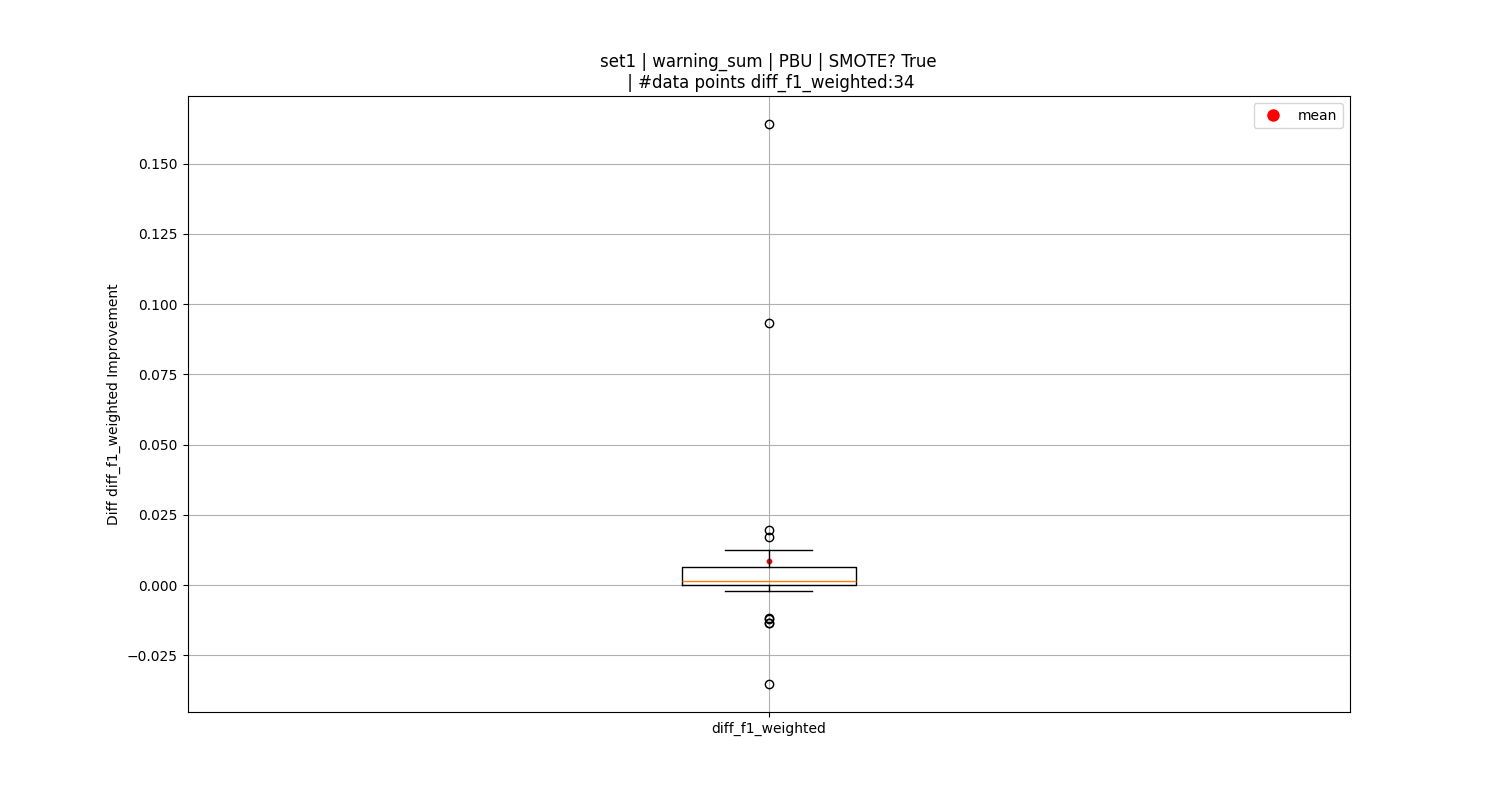 set1 | warning_sum | PBU | SMOTE? True
| #data points diff_f1_weighted:34
mean
0.150
0.125
0.100
0.075
0.050
0.025
0.000
−0.025
Diff diff_f1_weighted Improvement
diff_f1_weighted